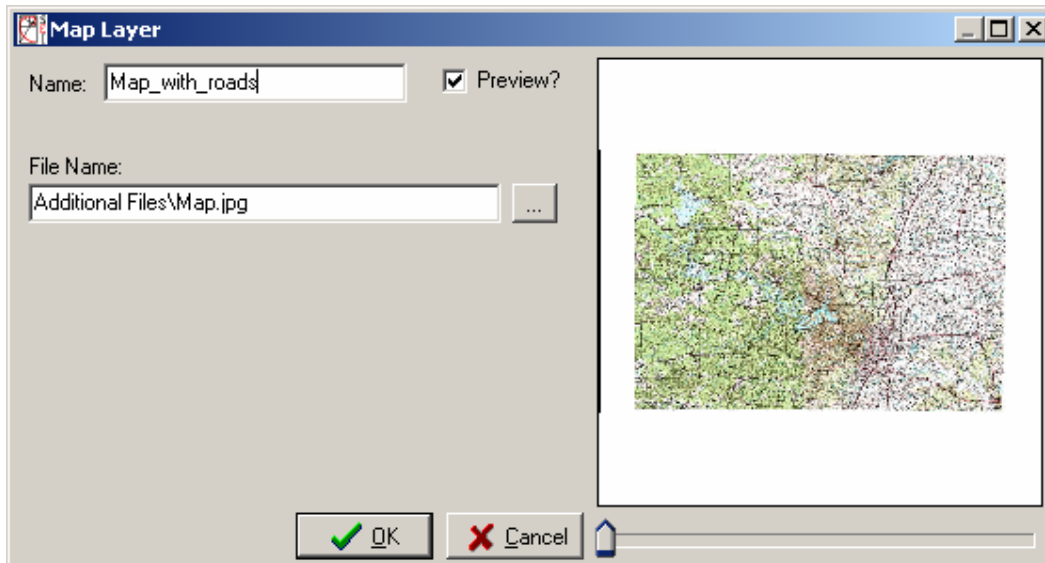 Map Layer
Name: Map_with_roads
Preview?
File Name:
Additional Files\Map.jpg
...
OK
Cancel